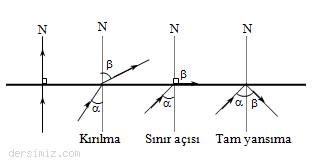 N N N N
β
β
α α α β
Kırılma Sınır açısı Tam yansıma
dersimiz.com